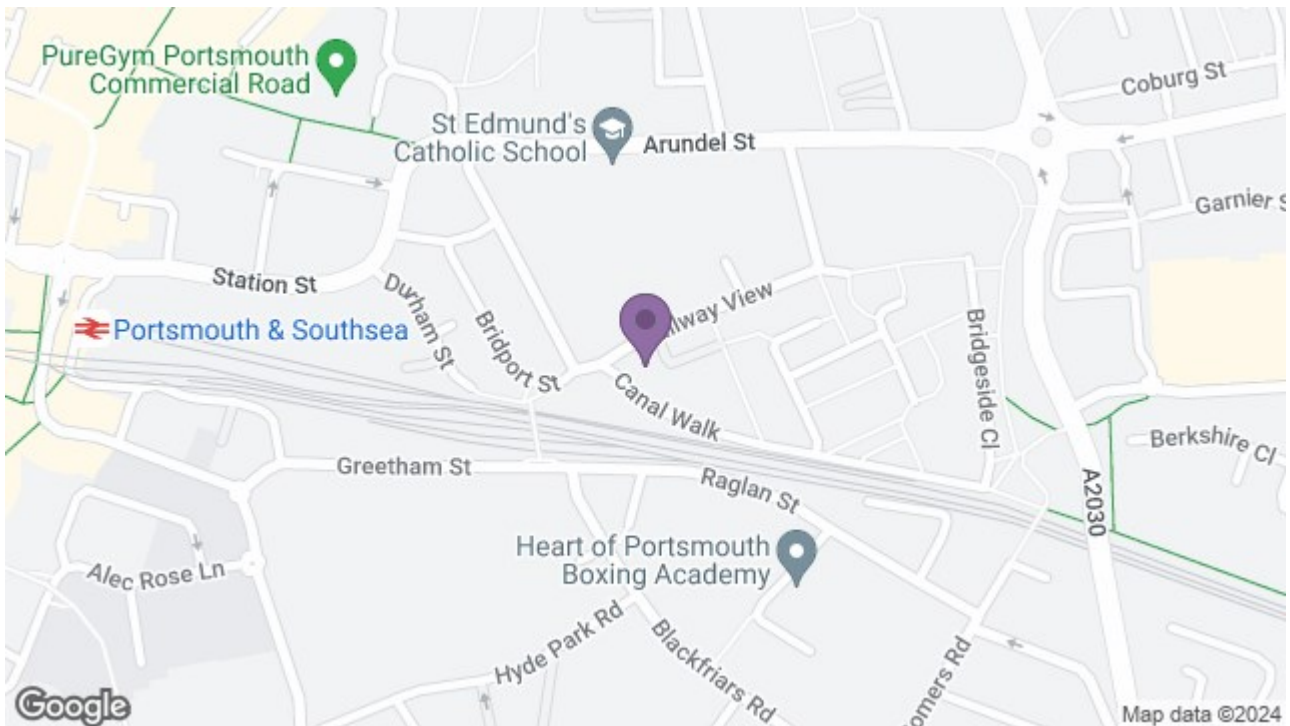 PureGym Portsmouth
Commercial Road
Coburg St
St Edmund's
Catholic School
Arundel St
Garnier S
Station St
Durham St
Bridport St
ilway View
Portsmouth & Southsea
Canal Walk
Bridgeside Cl
Berkshire Cl
Greetham St
Raglan St
A2030
Heart of Portsmouth
Boxing Academy
Alec Rose Ln
Hyde Park Rd
Blackfriars Rd
omers Rd
Google
Map data ©2024